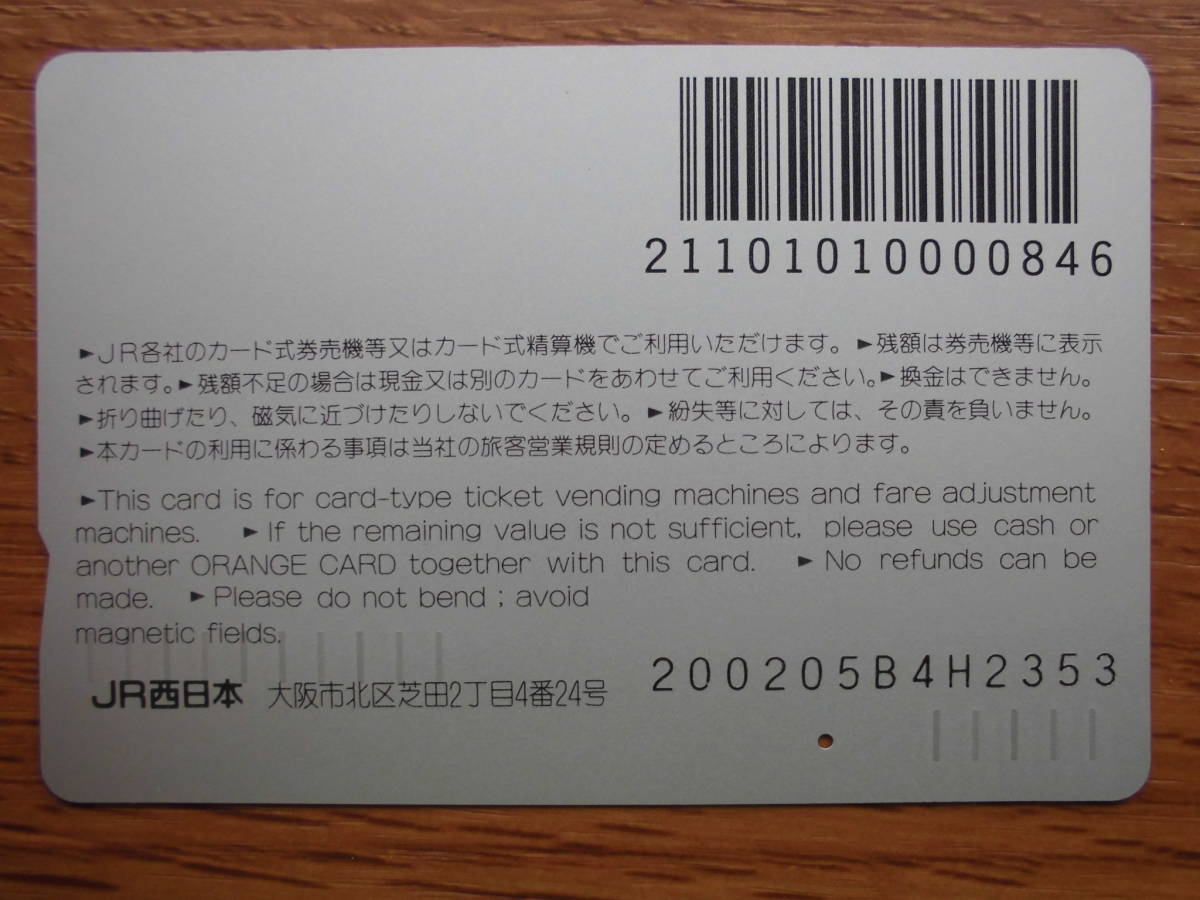 21101010000846
►JR各社のカード式券売機等又はカード式精算機でご利用いただけます。►残額は券売機等に表示
されます。►残額不足の場合は現金又は別のカードをあわせてご利用ください。►換金はできません。
►折り曲げたり、磁気に近づけたりしないでください。►紛失等に対しては、その責を負いません。
►本カードの利用に係わる事項は当社の旅客営業規則の定めるところによります。
►This card is for card-type ticket vending machines and fare adjustment
machines. ►If the remaining value is not sufficient, please use cash or
another ORANGE CARD together with this card. ►No refunds can be
made. ►Please do not bend ; avoid
magnetic fields.
200205B4H2353
JR西日本 大阪市北区芝田2丁目4番24号